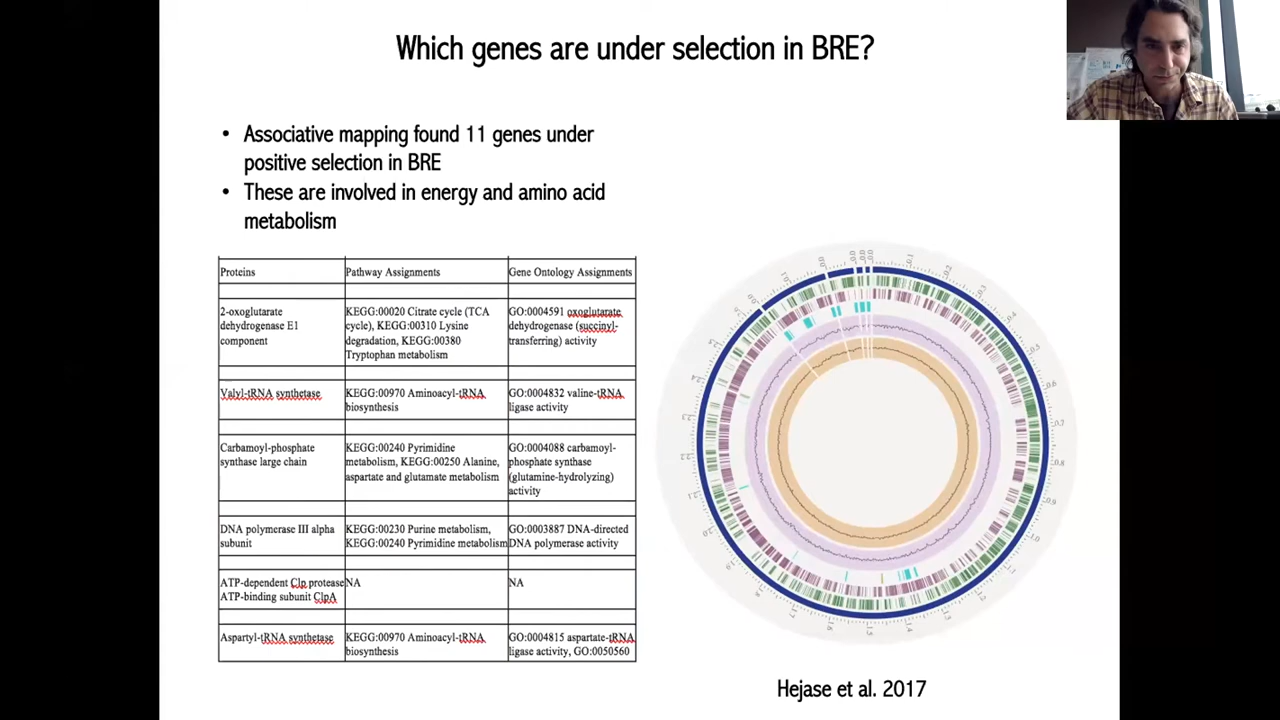 Which genes are under selection in BRE?
• Associative mapping found 11 genes under
positive selection in BRE
• These are involved in energy and amino acid
metabolism
Proteins
Pathway Assignments
Gene Ontology Assignments
2-oxoglutarate
dehydrogenase E1
component
KEGG:00020 Citrate cycle (TCA
cycle), KEGG:00310 Lysine
degradation, KEGG:00380
Tryptophan metabolism
GO:0004591 oxoglutarate
dehydrogenase (succinyl-
transferring) activity
Valyl-tRNA synthetase
KEGG:00970 Aminoacyl-tRNA
biosynthesis
GO:0004832 valine-tRNA
ligase activity
Carbamoyl-phosphate
synthase large chain
KEGG:00240 Pyrimidine
metabolism, KEGG:00250 Alanine,
aspartate and glutamate metabolism
GO:0004088 carbamoyl-
phosphate synthase
(glutamine-hydrolyzing)
activity
DNA polymerase III alpha
subunit
KEGG:00230 Purine metabolism,
KEGG:00240 Pyrimidine metabolism
GO:0003887 DNA-directed
DNA polymerase activity
ATP-dependent Clp protease
ATP-binding subunit ClpA
NA
NA
Aspartyl-tRNA synthetase
KEGG:00970 Aminoacyl-tRNA
biosynthesis
GO:0004815 aspartate-tRNA
ligase activity, GO:0050560
Hejase et al. 2017